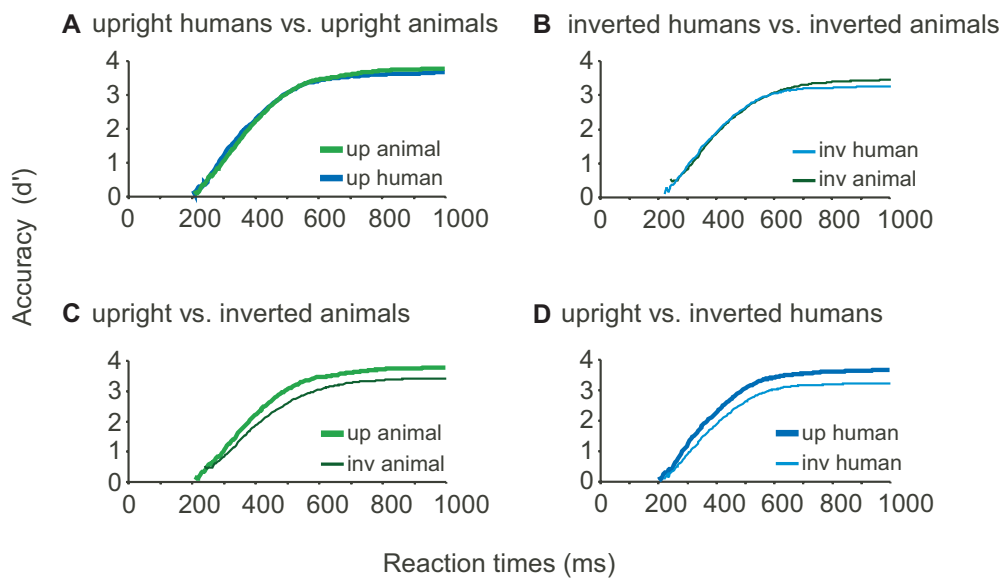 A upright humans vs. upright animals
B inverted humans vs. inverted animals
Accuracy (d')
4
3
2
1
0
up animal
up human
0 200 400 600 800 1000
4
3
2
1
0
inv human
inv animal
0 200 400 600 800 1000
C upright vs. inverted animals
D upright vs. inverted humans
4
3
2
1
0
up animal
inv animal
0 200 400 600 800 1000
4
3
2
1
0
up human
inv human
0 200 400 600 800 1000
Reaction times (ms)